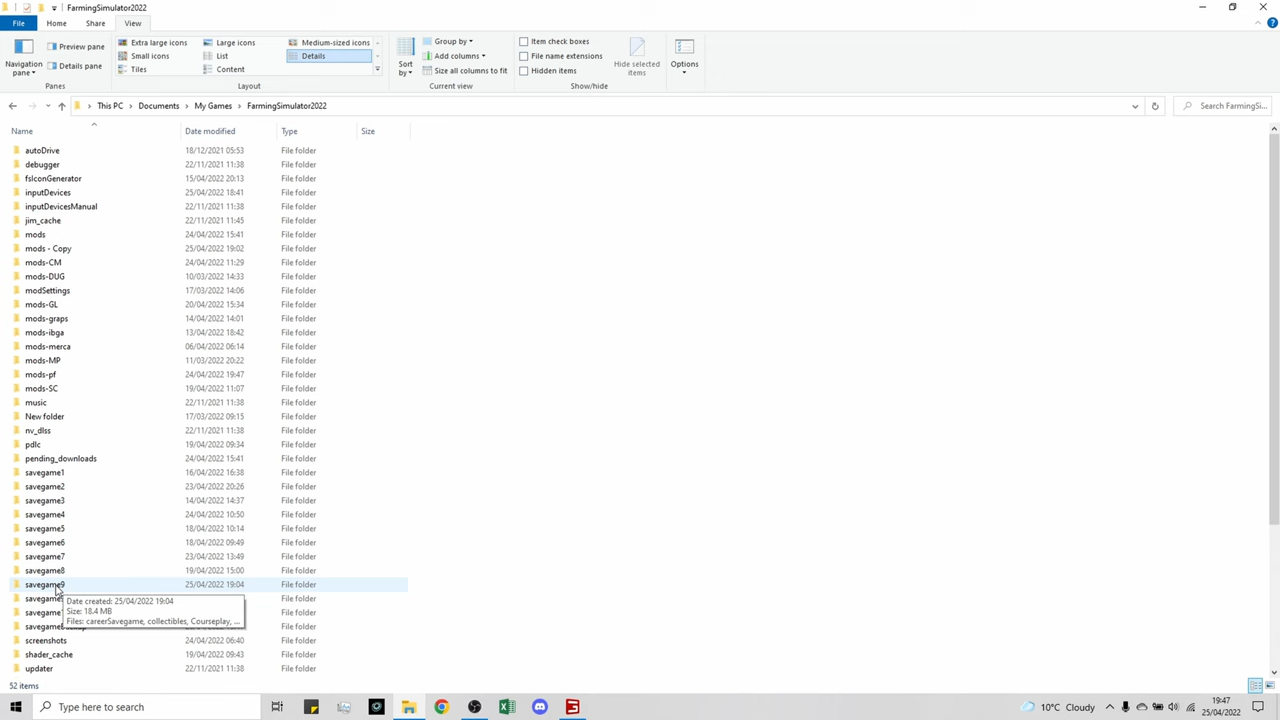 FarmingSimulator2022
File Home Share View
Navigation pane
Preview pane
Details pane
Panes
Extra large icons Large icons Medium-sized icons
Small icons List Details
Tiles Content
Layout
Sort by
Group by
Add columns
Size all columns to fit
Current view
Item check boxes
File name extensions
Hidden items
Hide selected items
Show/hide
Options
This PC > Documents > My Games > FarmingSimulator2022
Search FarmingSi...
Name Date modified Type Size
autoDrive 18/12/2021 05:53 File folder
debugger 22/11/2021 11:38 File folder
fsIconGenerator 15/04/2022 20:13 File folder
inputDevices 25/04/2022 18:41 File folder
inputDevicesManual 22/11/2021 11:38 File folder
jim_cache 22/11/2021 11:45 File folder
mods 24/04/2022 15:41 File folder
mods - Copy 25/04/2022 19:02 File folder
mods-CM 24/04/2022 11:29 File folder
mods-DUG 10/03/2022 14:33 File folder
modSettings 17/03/2022 14:06 File folder
mods-GL 20/04/2022 15:34 File folder
mods-graps 14/04/2022 14:01 File folder
mods-ibga 13/04/2022 18:42 File folder
mods-merca 06/04/2022 06:14 File folder
mods-MP 11/03/2022 20:22 File folder
mods-pf 24/04/2022 19:47 File folder
mods-SC 19/04/2022 11:07 File folder
music 22/11/2021 11:38 File folder
New folder 17/03/2022 09:15 File folder
nv_dlss 22/11/2021 11:38 File folder
pdlc 19/04/2022 09:34 File folder
pending_downloads 24/04/2022 15:41 File folder
savegame1 16/04/2022 16:38 File folder
savegame2 23/04/2022 20:26 File folder
savegame3 14/04/2022 14:37 File folder
savegame4 24/04/2022 10:50 File folder
savegame5 18/04/2022 10:14 File folder
savegame6 18/04/2022 09:49 File folder
savegame7 23/04/2022 13:49 File folder
savegame8 19/04/2022 15:00 File folder
savegame9 25/04/2022 19:04 File folder
Date created: 25/04/2022 19:04
Size: 18.4 MB
Files: careerSavegame, collectibles, Courseplay, ...
File folder
File folder
File folder
screenshots 24/04/2022 06:40 File folder
shader_cache 19/04/2022 09:43 File folder
updater 22/11/2021 11:38 File folder
52 items
Type here to search
10°C Cloudy
19:47
25/04/2022